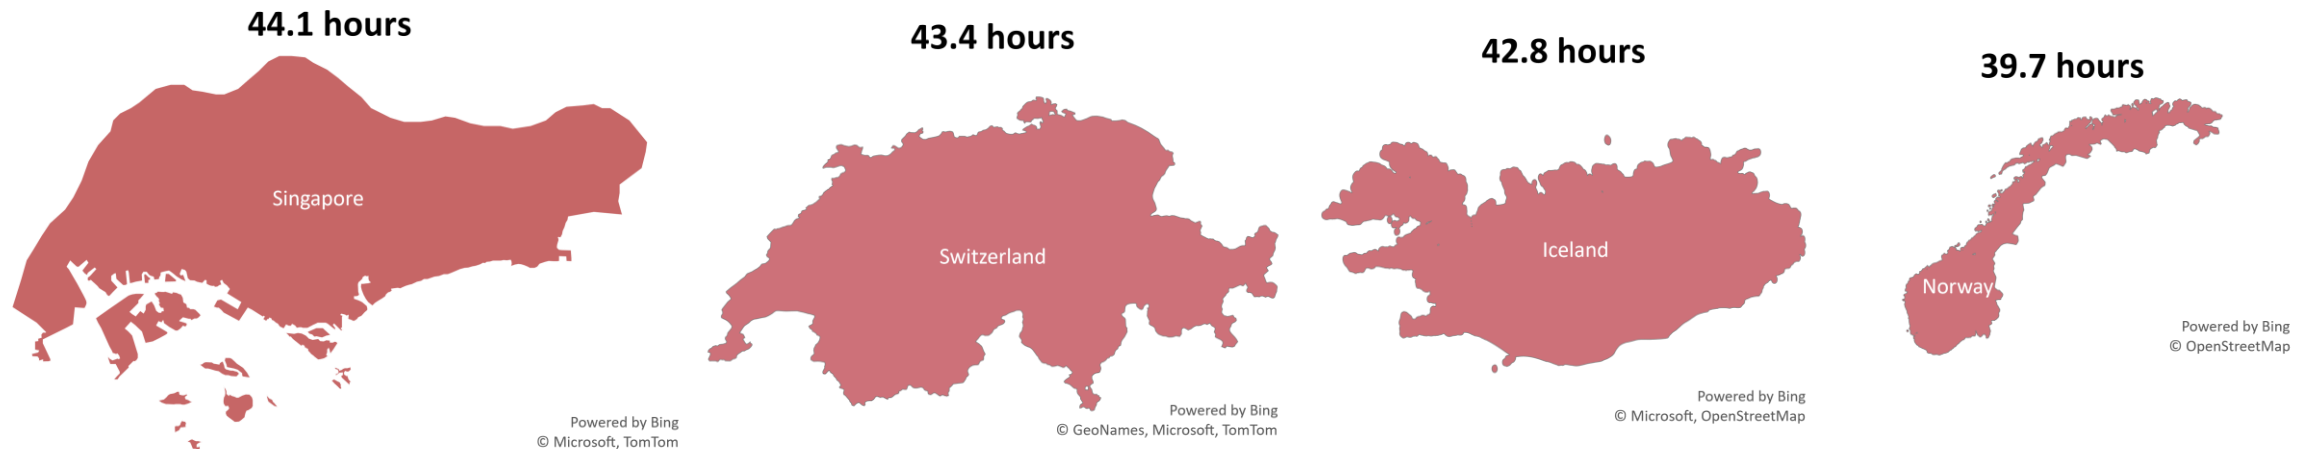 44.1 hours
Singapore
Powered by Bing
© Microsoft, TomTom
43.4 hours
Switzerland
Powered by Bing
© GeoNames, Microsoft, TomTom
42.8 hours
Iceland
Powered by Bing
© Microsoft, OpenStreetMap
39.7 hours
Norway
Powered by Bing
© OpenStreetMap